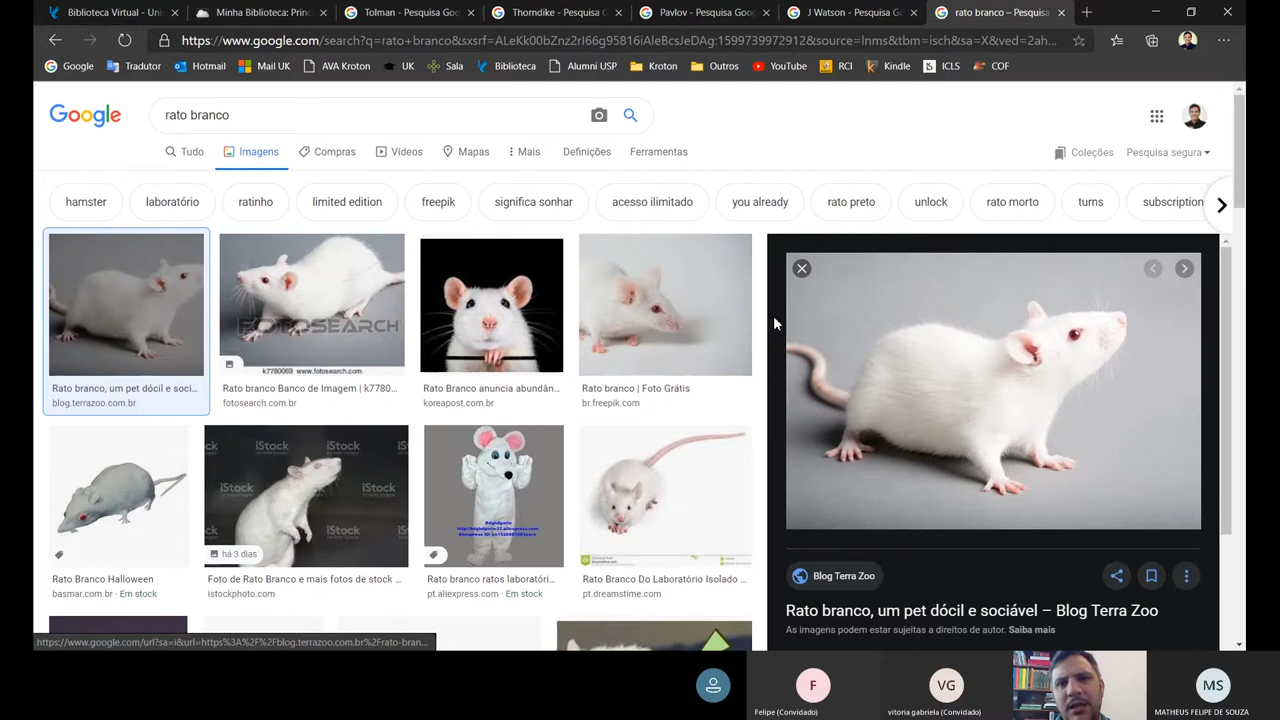 Biblioteca Virtual - Uni
Minha Biblioteca: Princ
Tolman - Pesquisa Goo
Thorndike - Pesquisa G
Pavlov - Pesquisa Goo
J Watson - Pesquisa Go
rato branco – Pesquis
https://www.google.com/search?q=rato+branco&sxsrf=ALeKk00bZnz2rI66g95816iAleBcsJeDAg:1599739972912&source=lnms&tbm=isch&sa=X&ved=2ah...
Google
Tradutor
Hotmail
Mail UK
AVA Kroton
UK
Sala
Biblioteca
Alumni USP
Kroton
Outros
YouTube
RCI
Kindle
ICLS
COF
Google
rato branco
Tudo
Imagens
Compras
Vídeos
Mapas
Mais
Definições
Ferramentas
Coleções
Pesquisa segura
hamster
laboratório
ratinho
limited edition
freepik
significa sonhar
acesso ilimitado
you already
rato preto
unlock
rato morto
turns
subscription
FOTOSEARCH
k7780069 www.fotosearch.com
Rato branco, um pet dócil e soci...
blog.terrazoo.com.br
Rato branco Banco de Imagem | k7780...
fotosearch.com.br
Rato Branco anuncia abundân...
koreapost.com.br
Rato branco | Foto Grátis
br.freepik.com
iStock
iStock
iStock
há 3 dias
Rato Branco Halloween
basmar.com.br · Em stock
Foto de Rato Branco e mais fotos de stock ...
istockphoto.com
Rato branco ratos laboratóri...
pt.aliexpress.com · Em stock
Rato Branco Do Laboratório Isolado ...
pt.dreamstime.com
Blog Terra Zoo
Rato branco, um pet dócil e sociável – Blog Terra Zoo
As imagens podem estar sujeitas a direitos de autor. Saiba mais
https://www.google.com/url?sa=i&url=https%3A%2F%2Fblog.terrazoo.com.br%2Frato-bran...
F
VG
MS
Felipe (Convidado)
vitoria gabriela (Convidado)
MATHEUS FELIPE DE SOUZA